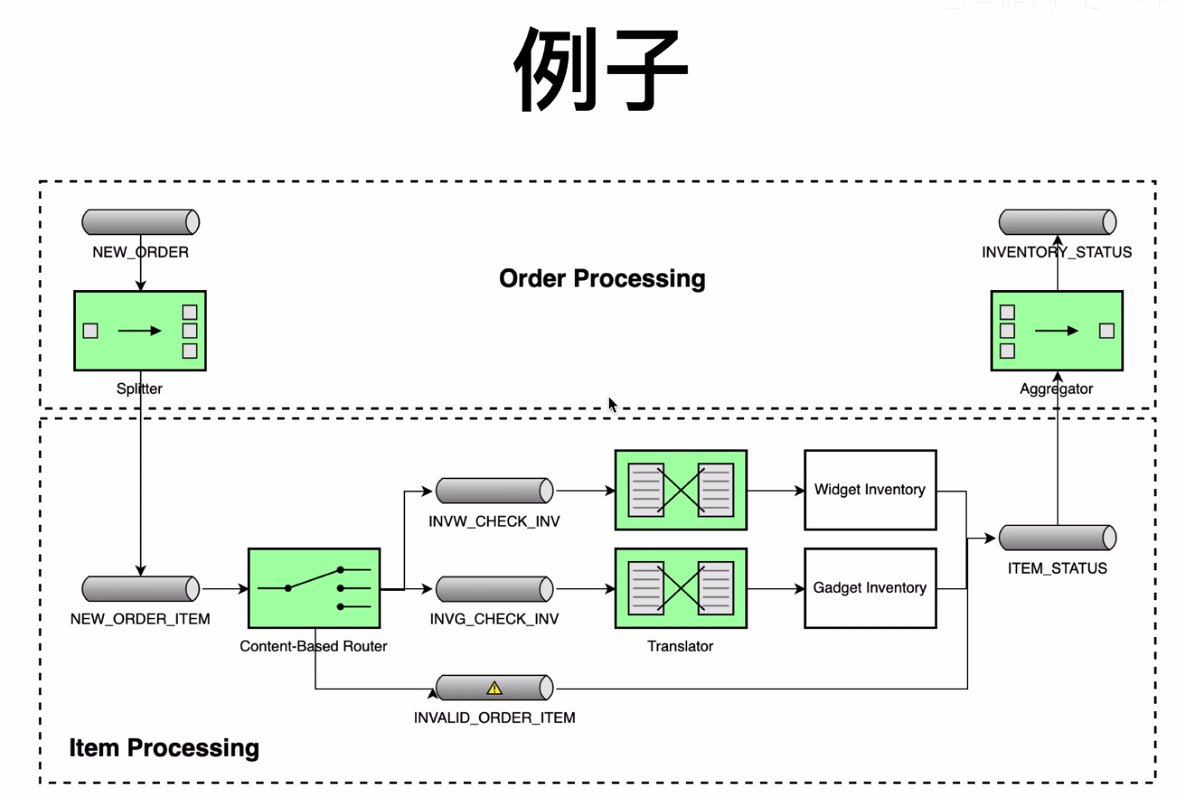 例子
NEW_ORDER
INVENTORY_STATUS
Order Processing
Splitter
Aggregator
Widget Inventory
INVW_CHECK_INV
ITEM_STATUS
Gadget Inventory
NEW_ORDER_ITEM
INVG_CHECK_INV
Content-Based Router
Translator
INVALID_ORDER_ITEM
Item Processing